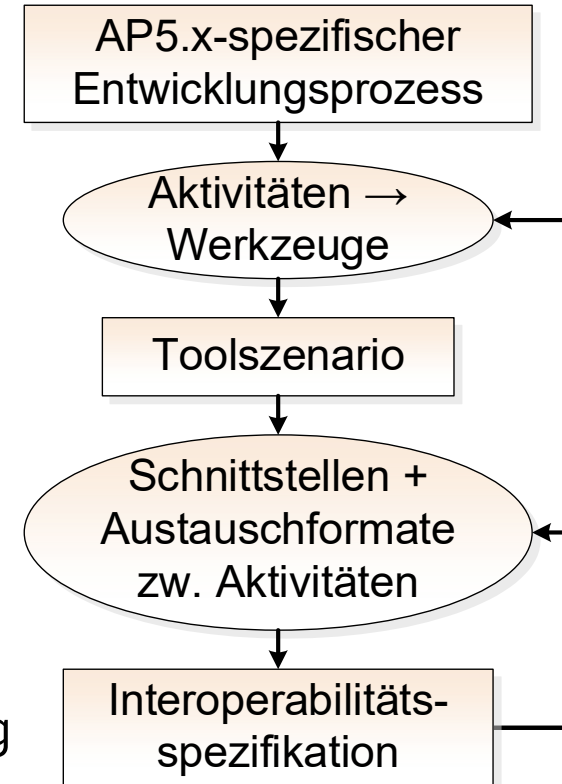 AP5.x-spezifischer
Entwicklungsprozess
Aktivitäten →
Werkzeuge
Toolszenario
Schnittstellen +
Austauschformate
zw. Aktivitäten
Interoperabilitäts-
spezifikation
g